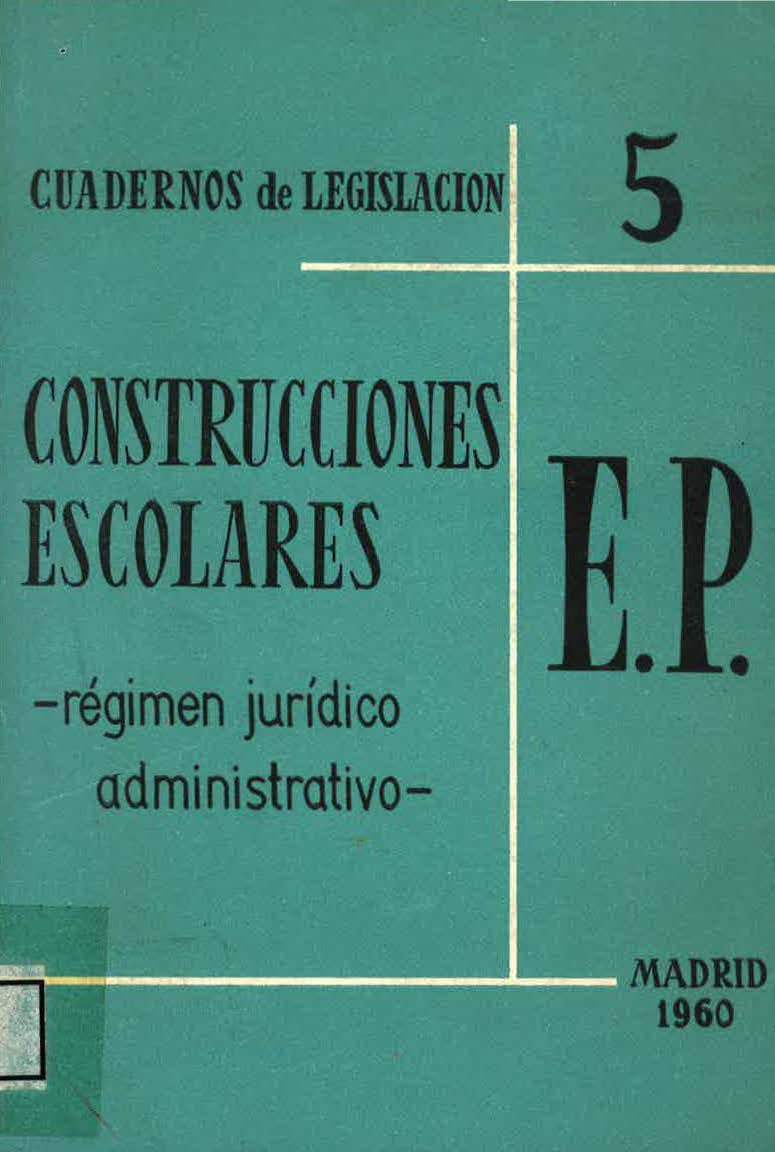 CUADERNOS de LEGISLACION
5
CONSTRUCCIONES
ESCOLARES
E.P.
-régimen jurídico
administrativo-
MADRID
1960